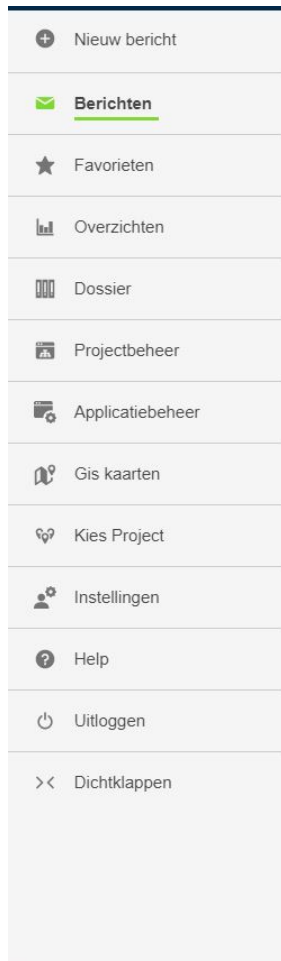 Nieuw bericht
Berichten
Favorieten
Overzichten
Dossier
Projectbeheer
Applicatiebeheer
Gis kaarten
Kies Project
Instellingen
Help
Uitloggen
Dichtklappen